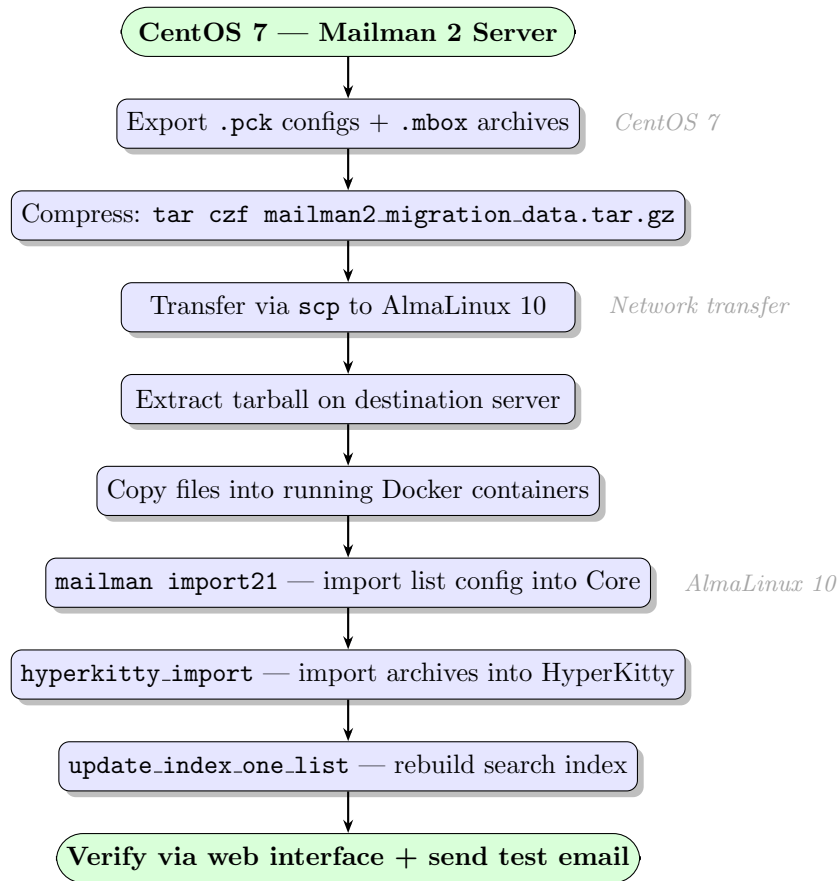 CentOS 7 — Mailman 2 Server
Export .pck configs + .mbox archives
CentOS 7
Compress: tar czf mailman2_migration_data.tar.gz
Transfer via scp to AlmaLinux 10
Network transfer
Extract tarball on destination server
Copy files into running Docker containers
mailman import21 — import list config into Core
AlmaLinux 10
hyperkitty_import — import archives into HyperKitty
update_index_one_list — rebuild search index
Verify via web interface + send test email